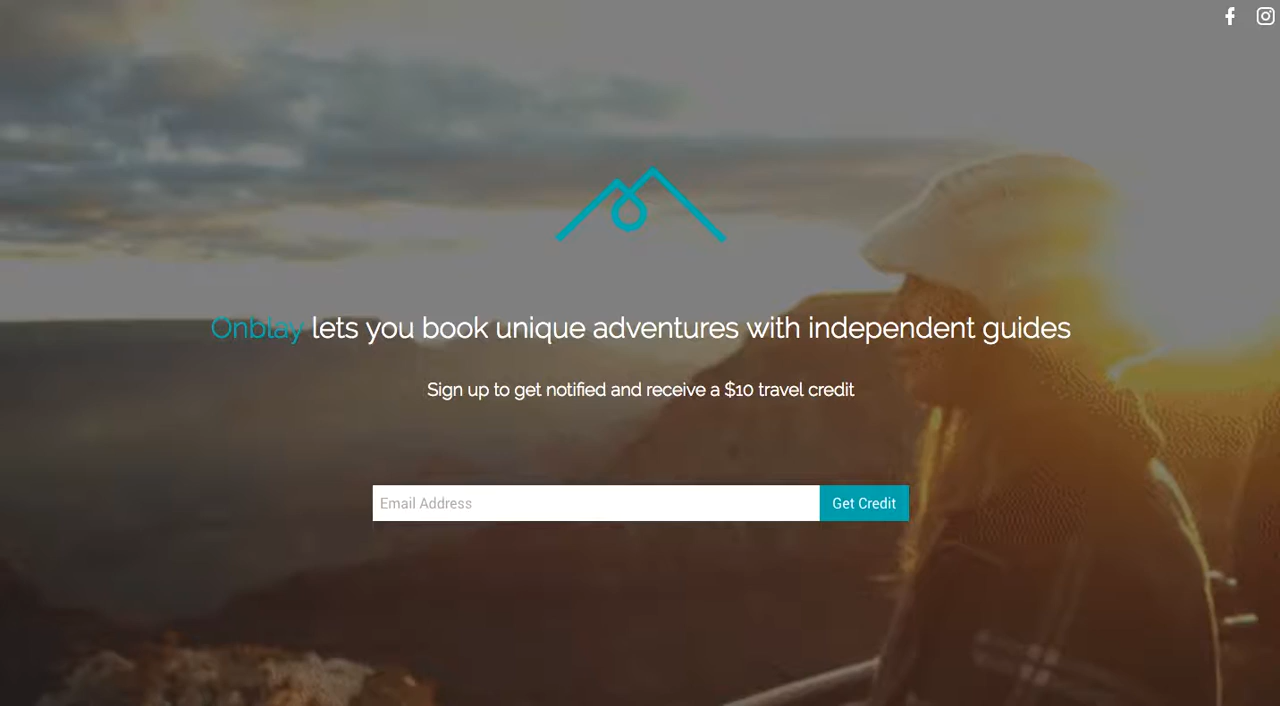 Onblay lets you book unique adventures with independent guides
Sign up to get notified and receive a $10 travel credit
Email Address
Get Credit